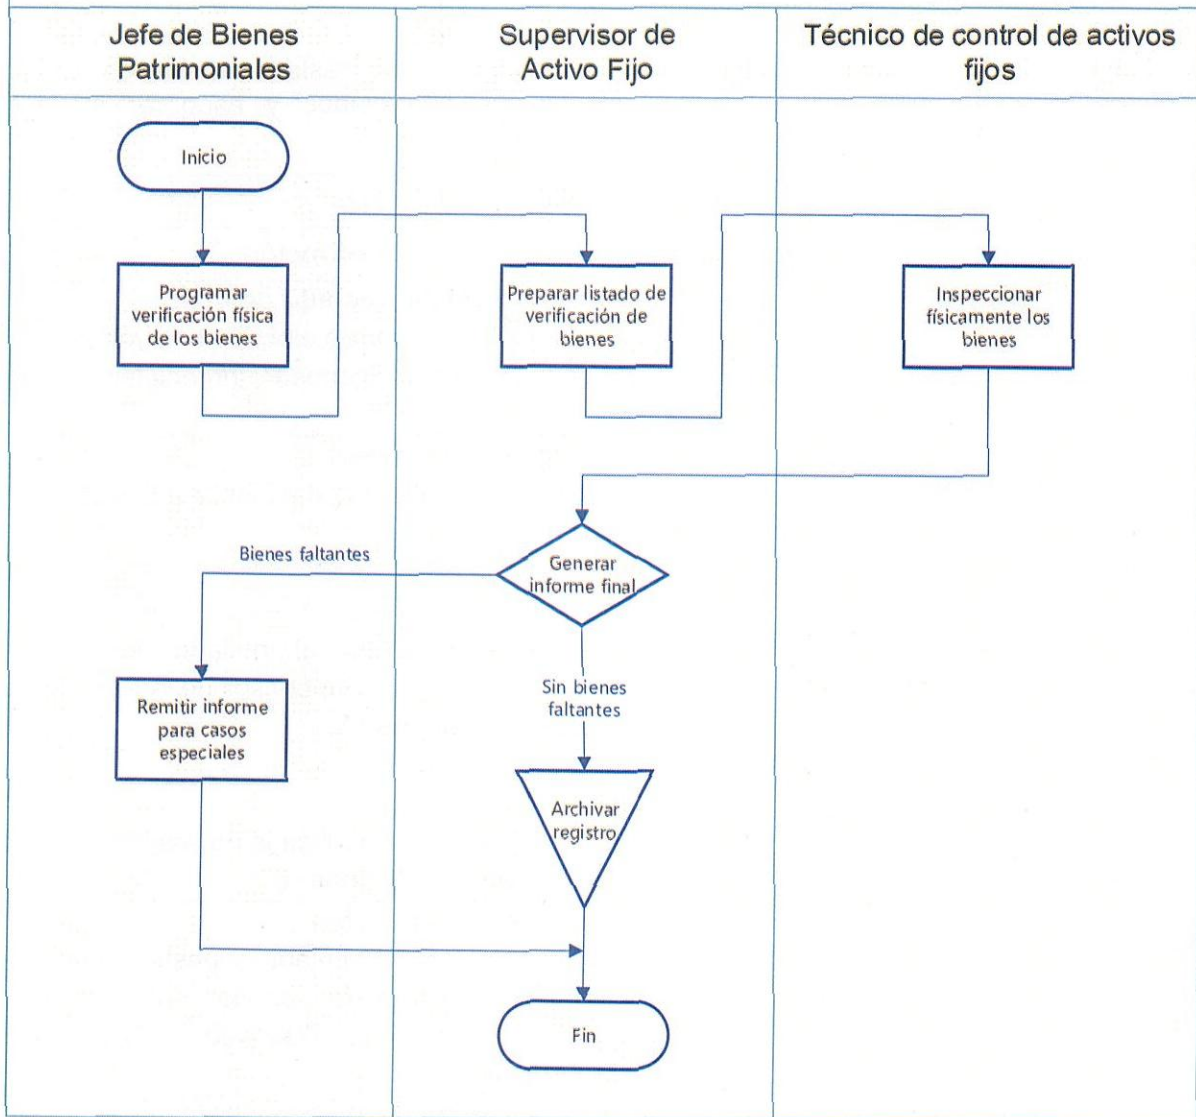 Jefe de Bienes
Patrimoniales
Supervisor de
Activo Fijo
Técnico de control de activos
fijos
Inicio
Programar
verificación física
de los bienes
Preparar listado de
verificación de
bienes
Inspeccionar
físicamente los
bienes
Generar
informe final
Bienes faltantes
Sin bienes
faltantes
Remitir informe
para casos
especiales
Archivar
registro
Fin